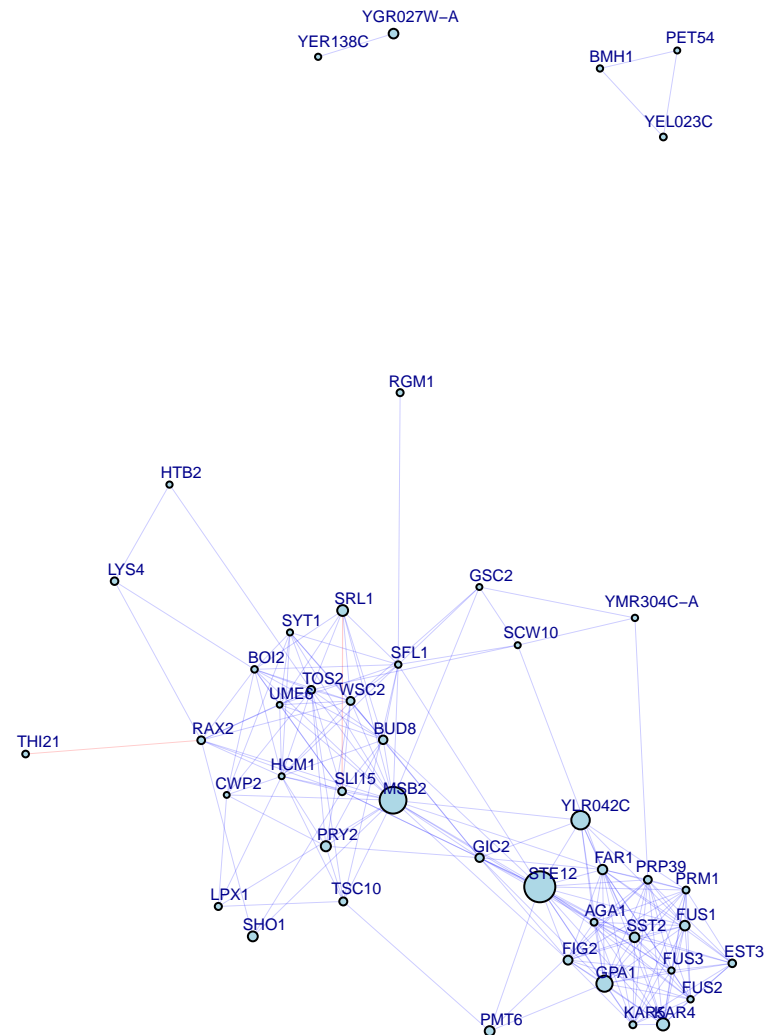 YGR027W−A
YER138C
PET54
BMH1
YEL023C
RGM1
HTB2
LYS4
GSC2
SRL1
YMR304C−A
SYT1
SCW10
BOI2
SFL1
TOS2
WSC2
UME6
RAX2
BUD8
THI21
HCM1
CWP2
SLI15
MSB2
YLR042C
PRY2
GIC2
FAR1
STE12
PRP39
PRM1
LPX1
TSC10
AGA1
SHO1
SST2
FUS1
FIG2
GPA1
FUS3
EST3
FUS2
PMT6
KAR5
KAR4